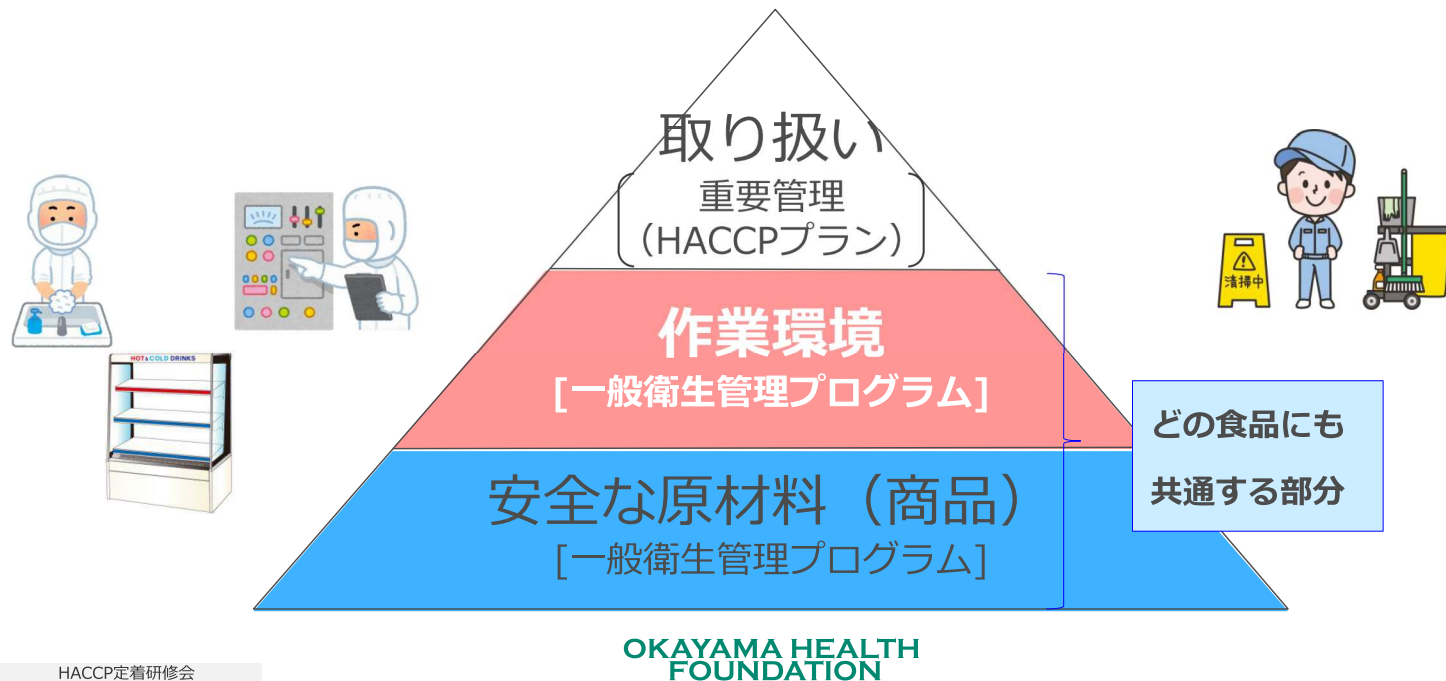 取り扱い
重要管理
（HACCPプラン）
作業環境
[一般衛生管理プログラム]
安全な原材料（商品）
[一般衛生管理プログラム]
どの食品にも
共通する部分
HOT&COLD DRINKS
清掃中
OKAYAMA HEALTH
FOUNDATION
HACCP定着研修会